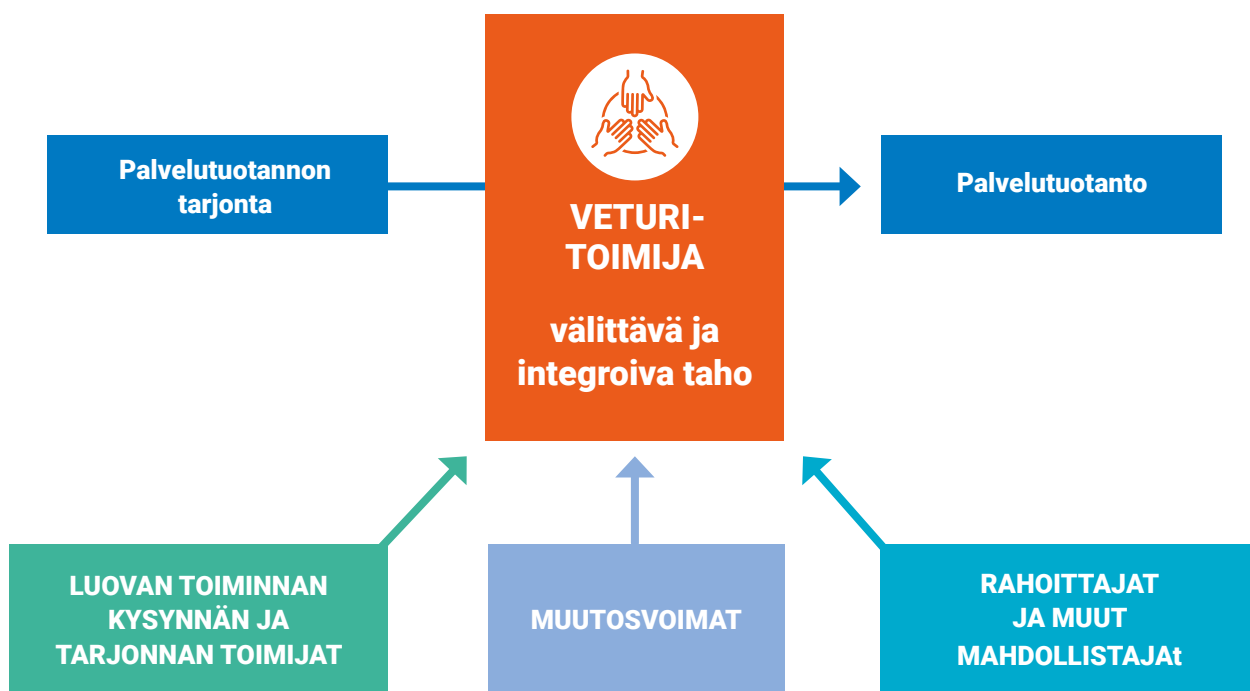 Palvelutuotannon
tarjonta
VETURI-
TOIMIJA
välittävä ja
integroiva taho
Palvelutuotanto
LUOVAN TOIMINNAN
KYSYNNÄN JA
TARJONNAN TOIMIJAT
MUUTOSVOIMAT
RAHOITTAJAT
JA MUUT
MAHDOLLISTAJAt